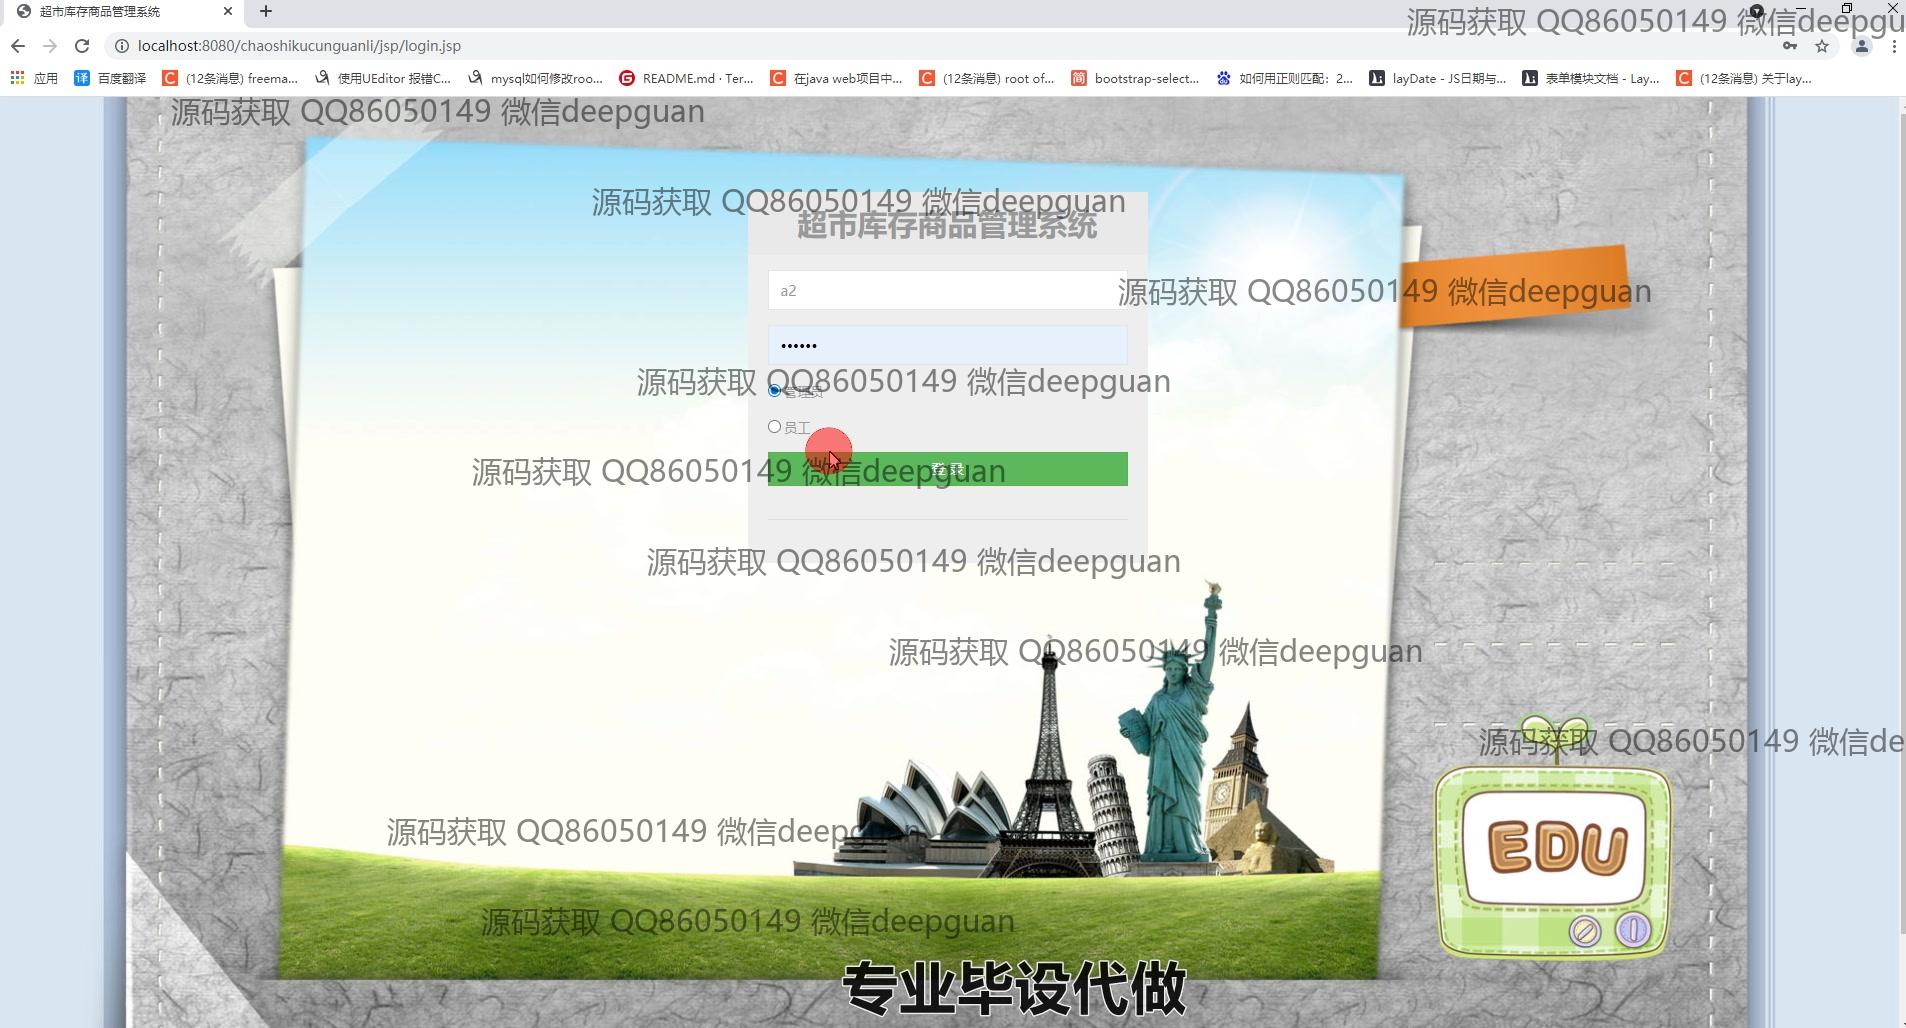 超市库存商品管理系统
localhost:8080/chaoshikucunguanli/jsp/login.jsp
源码获取 QQ86050149 微信deepgu
应用 百度翻译 (12条消息) freema... 使用UEditor 报错C... mysql如何修改roo... README.md · Ter... 在java web项目中... (12条消息) root of... bootstrap-select... 如何用正则匹配：2... layDate - JS日期与... 表单模块文档 - Lay... (12条消息) 关于lay...
源码获取 QQ86050149 微信deepguan
源码获取 QQ86050149 微信deepguan
超市库存商品管理系统
a2
源码获取 QQ86050149 微信deepguan
源码获取 QQ86050149 微信deepguan
管理员
员工
登 录
源码获取 QQ86050149 微信deepguan
源码获取 QQ86050149 微信deepguan
源码获取 QQ86050149 微信deepguan
源码获取 QQ86050149 微信de
源码获取 QQ86050149 微信deepguan
EDU
源码获取 QQ86050149 微信deepguan
专业毕设代做